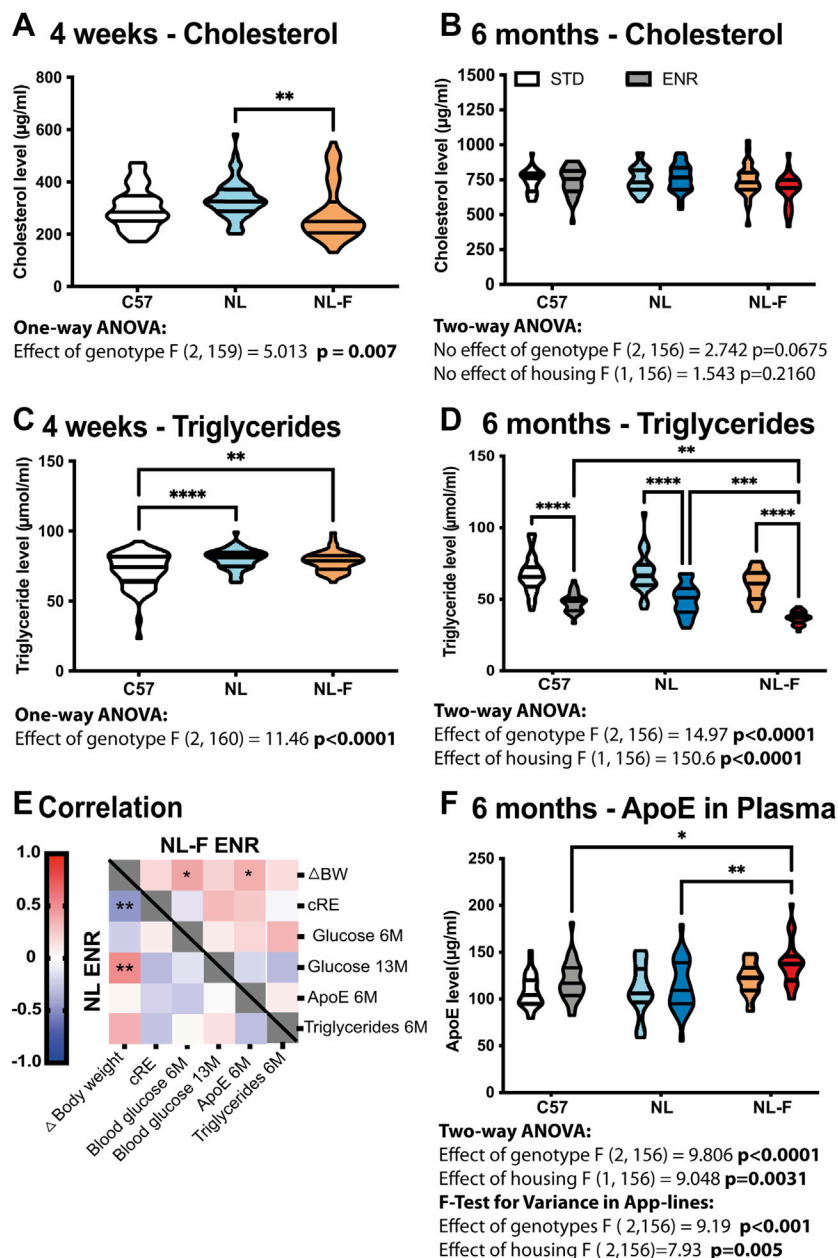 A 4 weeks - Cholesterol
Cholesterol level (µg/ml)
800
600
400
200
0
**
C57 NL NL-F
One-way ANOVA:
Effect of genotype F (2, 159) = 5.013 p = 0.007
B 6 months - Cholesterol
Cholesterol level (µg/ml)
1500
1250
1000
750
500
250
0
STD ENR
C57 NL NL-F
Two-way ANOVA:
No effect of genotype F (2, 156) = 2.742 p=0.0675
No effect of housing F (1, 156) = 1.543 p=0.2160
C 4 weeks - Triglycerides
Triglyceride level (µmol/ml)
150
100
50
0
**
****
C57 NL NL-F
One-way ANOVA:
Effect of genotype F (2, 160) = 11.46 p<0.0001
D 6 months - Triglycerides
Triglyceride level (µmol/ml)
150
100
50
0
**
**** **** ***
****
C57 NL NL-F
Two-way ANOVA:
Effect of genotype F (2, 156) = 14.97 p<0.0001
Effect of housing F (1, 156) = 150.6 p<0.0001
E Correlation
NL-F ENR
NL ENR
1.0
0.5
0
-0.5
-1.0
* * ΔBW
** cRE
Glucose 6M
** Glucose 13M
ApoE 6M
Triglycerides 6M
Δ Body weight
cRE
Blood glucose 6M
Blood glucose 13M
ApoE 6M
Triglycerides 6M
F 6 months - ApoE in Plasma
ApoE level(µg/ml)
250
200
150
100
50
0
*
**
C57 NL NL-F
Two-way ANOVA:
Effect of genotype F (2, 156) = 9.806 p<0.0001
Effect of housing F (1, 156) = 9.048 p=0.0031
F-Test for Variance in App-lines:
Effect of genotypes F ( 2,156) = 9.19 p<0.001
Effect of housing F ( 2,156)=7.93 p=0.005